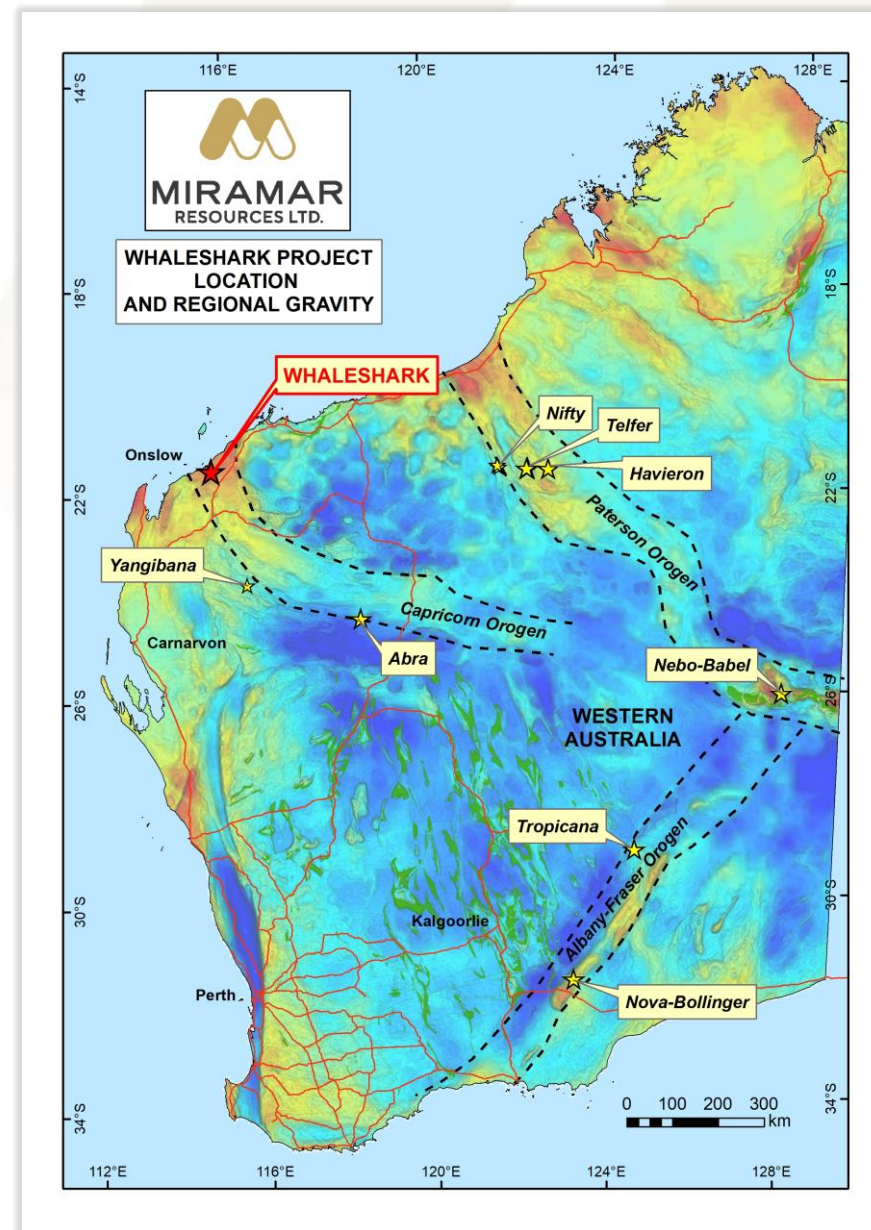 116°E
120°E
124°E
128°E
14°S
MIRAMAR
RESOURCES LTD.
WHALESHARK PROJECT
LOCATION
AND REGIONAL GRAVITY
18°S
18°S
WHALESHARK
Nifty
Telfer
Havieron
Onslow
22°S
22°S
Paterson Orogen
Yangibana
Capricorn Orogen
Carnarvon
Abra
Nebo-Babel
26°S
26°S
WESTERN
AUSTRALIA
Tropicana
Albany-Fraser Orogen
30°S
30°S
Kalgoorlie
Perth
Nova-Bollinger
34°S
34°S
0 100 200 300
km
112°E
116°E
120°E
124°E
128°E